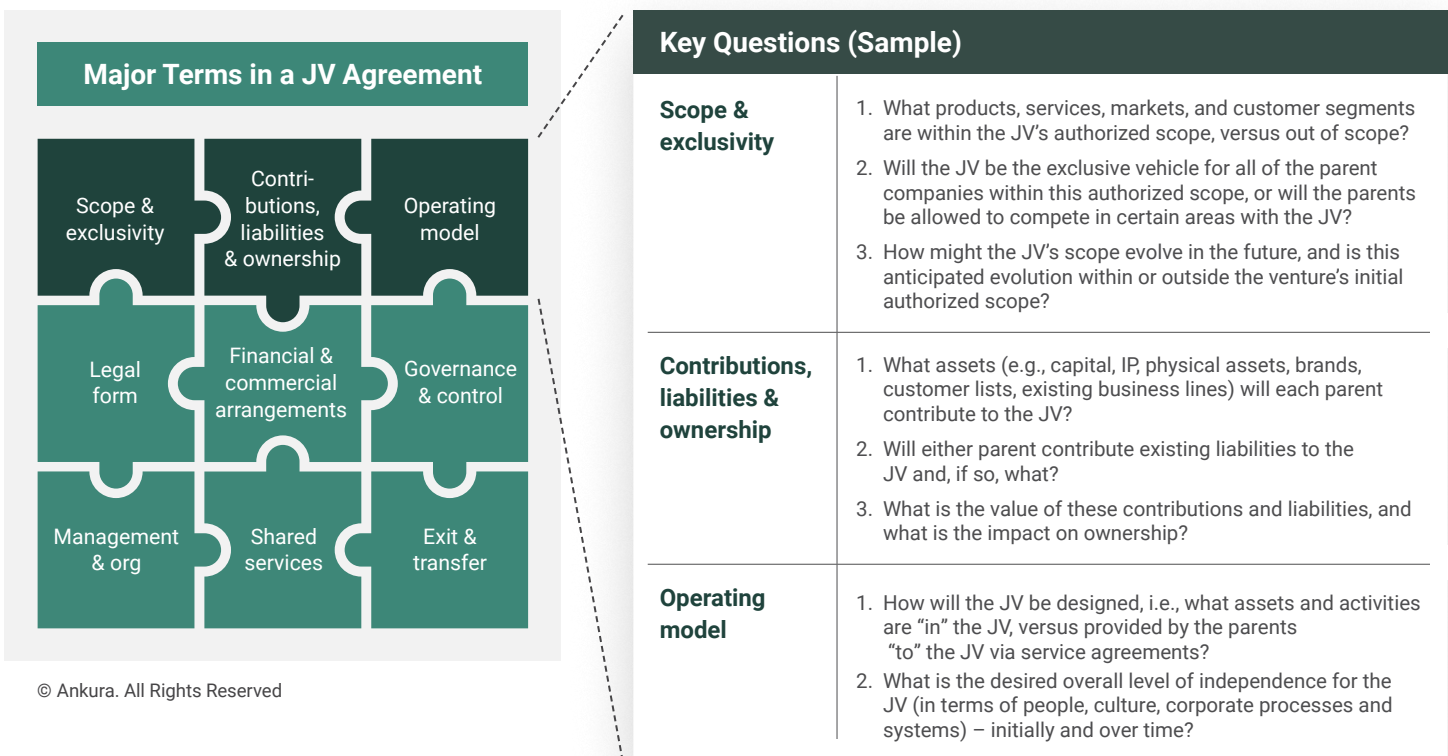 Major Terms in a JV Agreement
Scope &
exclusivity
Contri-
butions,
liabilities
& ownership
Operating
model
Legal
form
Financial &
commercial
arrangements
Governance
& control
Management
& org
Shared
services
Exit &
transfer
© Ankura. All Rights Reserved
Key Questions (Sample)
Scope &
exclusivity
1. What products, services, markets, and customer segments
are within the JV’s authorized scope, versus out of scope?
2. Will the JV be the exclusive vehicle for all of the parent
companies within this authorized scope, or will the parents
be allowed to compete in certain areas with the JV?
3. How might the JV’s scope evolve in the future, and is this
anticipated evolution within or outside the venture’s initial
authorized scope?
Contributions,
liabilities &
ownership
1. What assets (e.g., capital, IP, physical assets, brands,
customer lists, existing business lines) will each parent
contribute to the JV?
2. Will either parent contribute existing liabilities to the
JV and, if so, what?
3. What is the value of these contributions and liabilities, and
what is the impact on ownership?
Operating
model
1. How will the JV be designed, i.e., what assets and activities
are “in” the JV, versus provided by the parents
“to” the JV via service agreements?
2. What is the desired overall level of independence for the
JV (in terms of people, culture, corporate processes and
systems) – initially and over time?